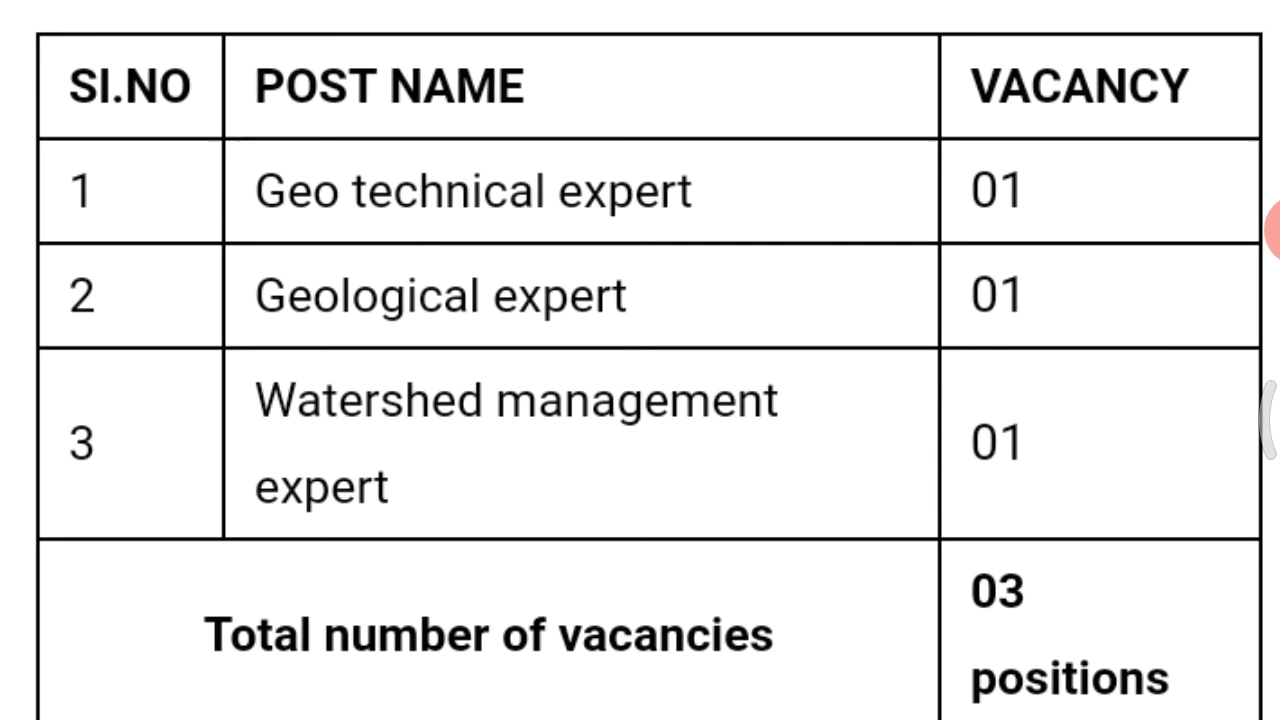 SI.NO POST NAME VACANCY
1 Geo technical expert 01
2 Geological expert 01
3 Watershed management expert 01
Total number of vacancies 03 positions